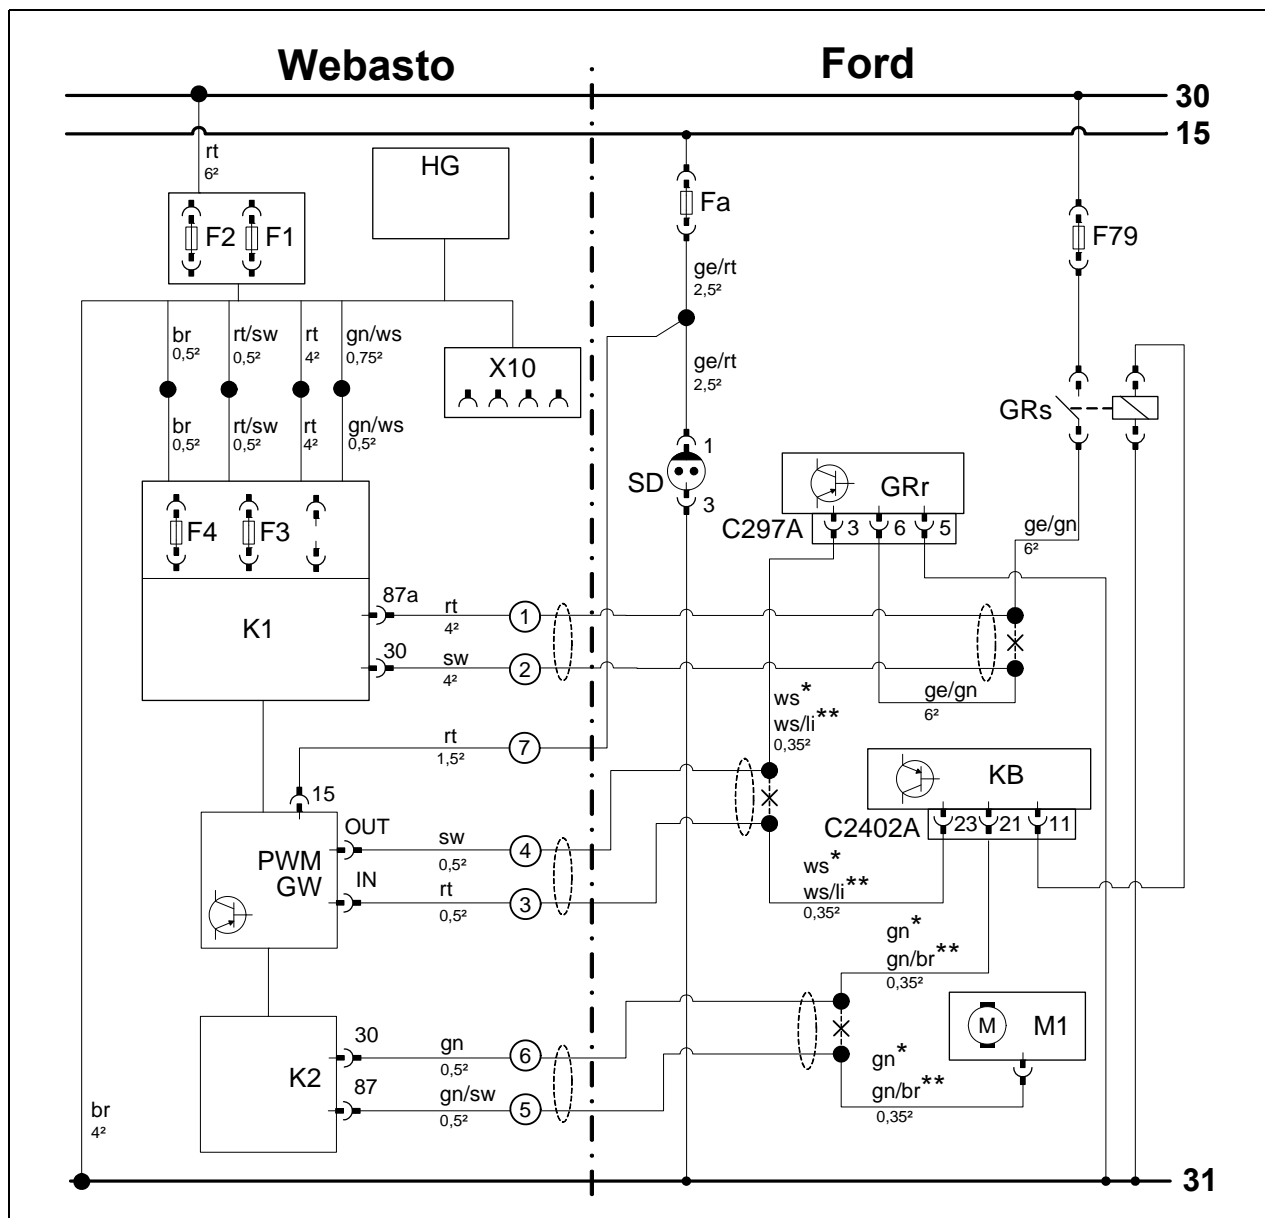 Webasto
Ford
30
15
rt
6²
HG
F2
F1
Fa
F79
ge/rt
2,5²
br
0,5²
rt/sw
0,5²
rt
4²
gn/ws
0,75²
X10
ge/rt
2,5²
GRs
br
0,5²
rt/sw
0,5²
rt
4²
gn/ws
0,5²
1
SD
3
GRr
F4
F3
C297A
3
6
5
ge/gn
6²
87a
rt
4²
1
K1
30
sw
4²
2
ws*
ws/li**
0,35²
ge/gn
6²
rt
1,5²
7
KB
15
C2402A
23
21
11
OUT
sw
0,5²
4
PWM
GW
IN
rt
0,5²
3
ws*
ws/li**
0,35²
gn*
gn/br**
0,35²
M
M1
30
gn
0,5²
6
K2
87
gn/sw
0,5²
5
gn*
gn/br**
0,35²
br
4²
31